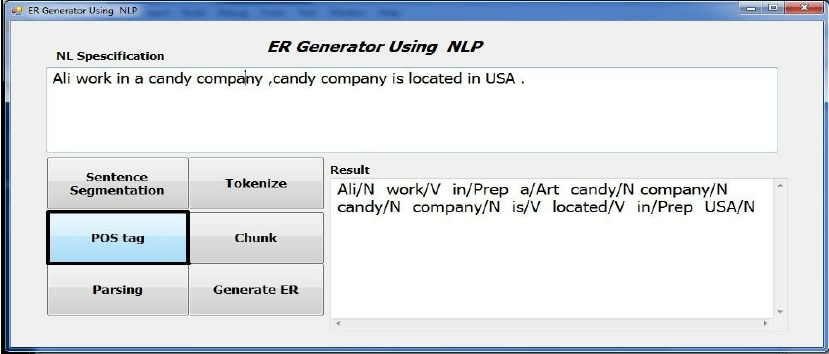 ER Generator Using NLP
ER Generator Using NLP
NL Spescification
Ali work in a candy company ,candy company is located in USA .
Sentence
Segmentation
Tokenize
POS tag
Chunk
Parsing
Generate ER
Result
Ali/N work/V in/Prep a/Art candy/N company/N
candy/N company/N is/V located/V in/Prep USA/N